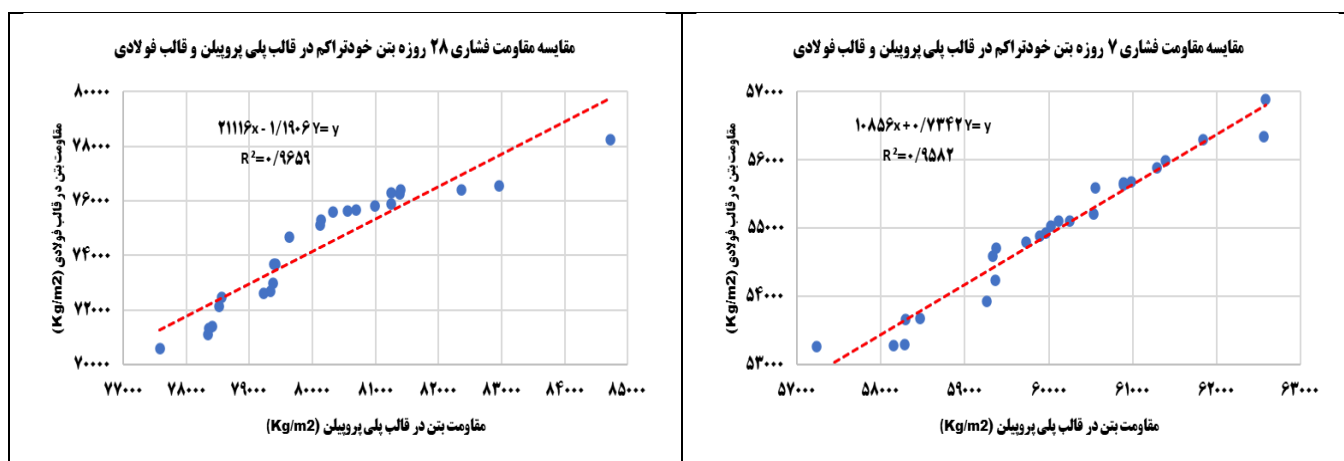 مقایسه مقاومت فشاری ۷ روزه بتن خودتراکم در قالب پلی پروپیلن و قالب فولادی
۱۰۸۵۶x+۰/۷۳۴۲ Y= y
R²=۰/۹۵۸۲
مقاومت بتن در قالب فولادی (Kg/m2)
۵۷۰۰۰
۵۶۰۰۰
۵۵۰۰۰
۵۴۰۰۰
۵۳۰۰۰
۵۷۰۰۰ ۵۸۰۰۰ ۵۹۰۰۰ ۶۰۰۰۰ ۶۱۰۰۰ ۶۲۰۰۰ ۶۳۰۰۰
مقاومت بتن در قالب پلی پروپیلن (Kg/m2)
مقایسه مقاومت فشاری ۲۸ روزه بتن خودتراکم در قالب پلی پروپیلن و قالب فولادی
۲۱۱۱۶x - ۱/۱۹۰۶ Y= y
R²=۰/۹۶۵۹
مقاومت بتن در قالب فولادی (Kg/m2)
۸۰۰۰۰
۷۸۰۰۰
۷۶۰۰۰
۷۴۰۰۰
۷۲۰۰۰
۷۰۰۰۰
۷۷۰۰۰ ۷۸۰۰۰ ۷۹۰۰۰ ۸۰۰۰۰ ۸۱۰۰۰ ۸۲۰۰۰ ۸۳۰۰۰ ۸۴۰۰۰ ۸۵۰۰۰
مقاومت بتن در قالب پلی پروپیلن (Kg/m2)